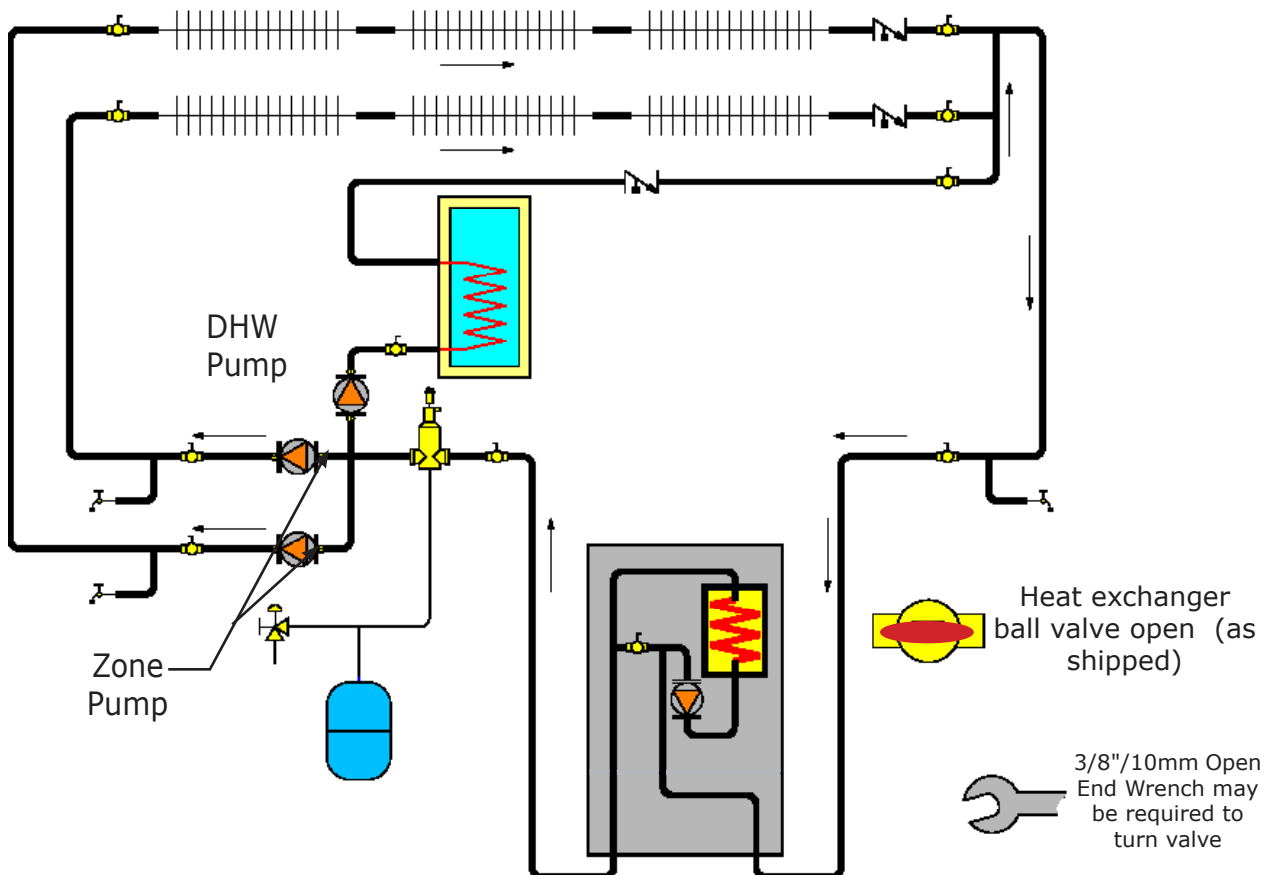 DHW
Pump
Zone
Pump
Heat exchanger
ball valve open (as
shipped)
3/8"/10mm Open
End Wrench may
be required to
turn valve